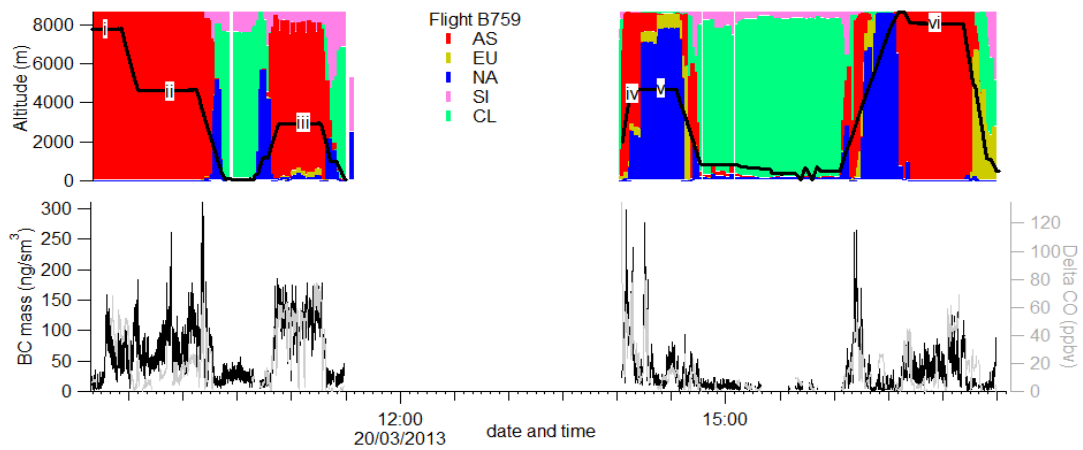 Flight B759
AS
EU
NA
SI
CL
Altitude (m)
8000
6000
4000
2000
0
i
ii
iii
iv
v
vi
BC mass (ng/sm³)
300
250
200
150
100
50
0
120
100
80
60
40
20
0
Delta CO (ppbv)
12:00
20/03/2013
date and time
15:00